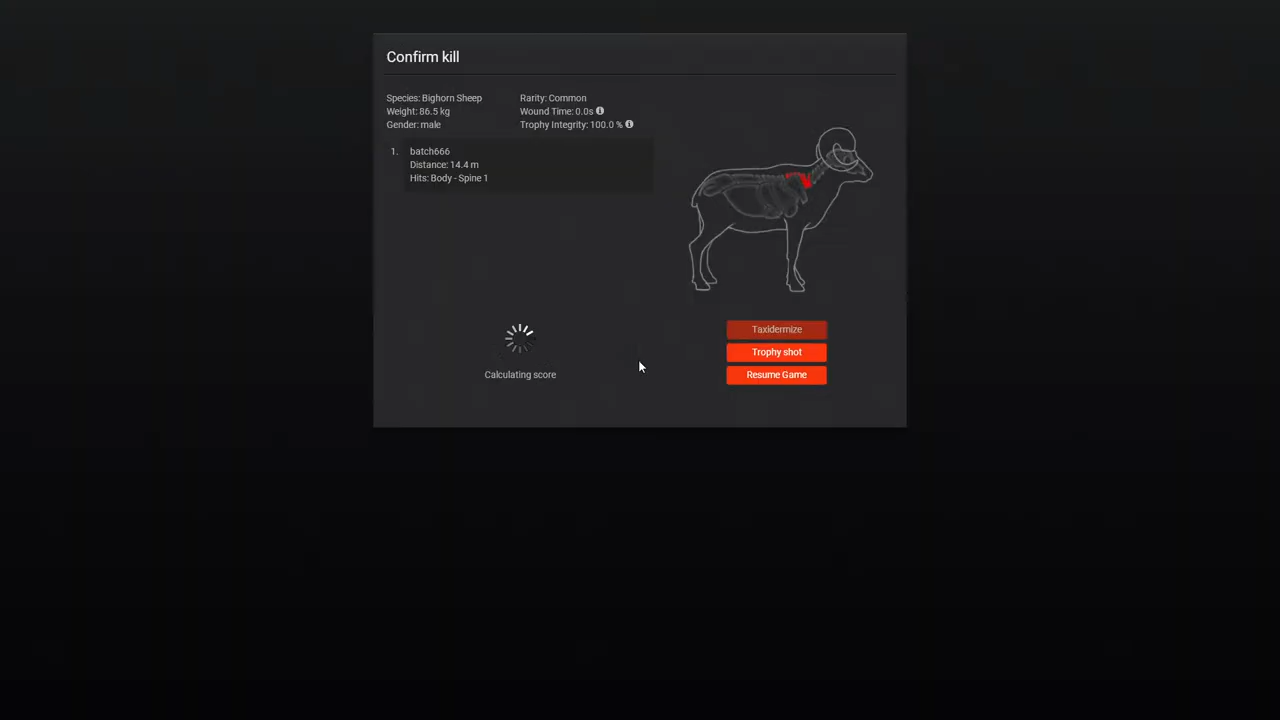 Confirm kill
Species: Bighorn Sheep
Weight: 86.5 kg
Gender: male
Rarity: Common
Wound Time: 0.0s
Trophy Integrity: 100.0 %
1. batch666
Distance: 14.4 m
Hits: Body - Spine 1
Calculating score
Taxidermize
Trophy shot
Resume Game